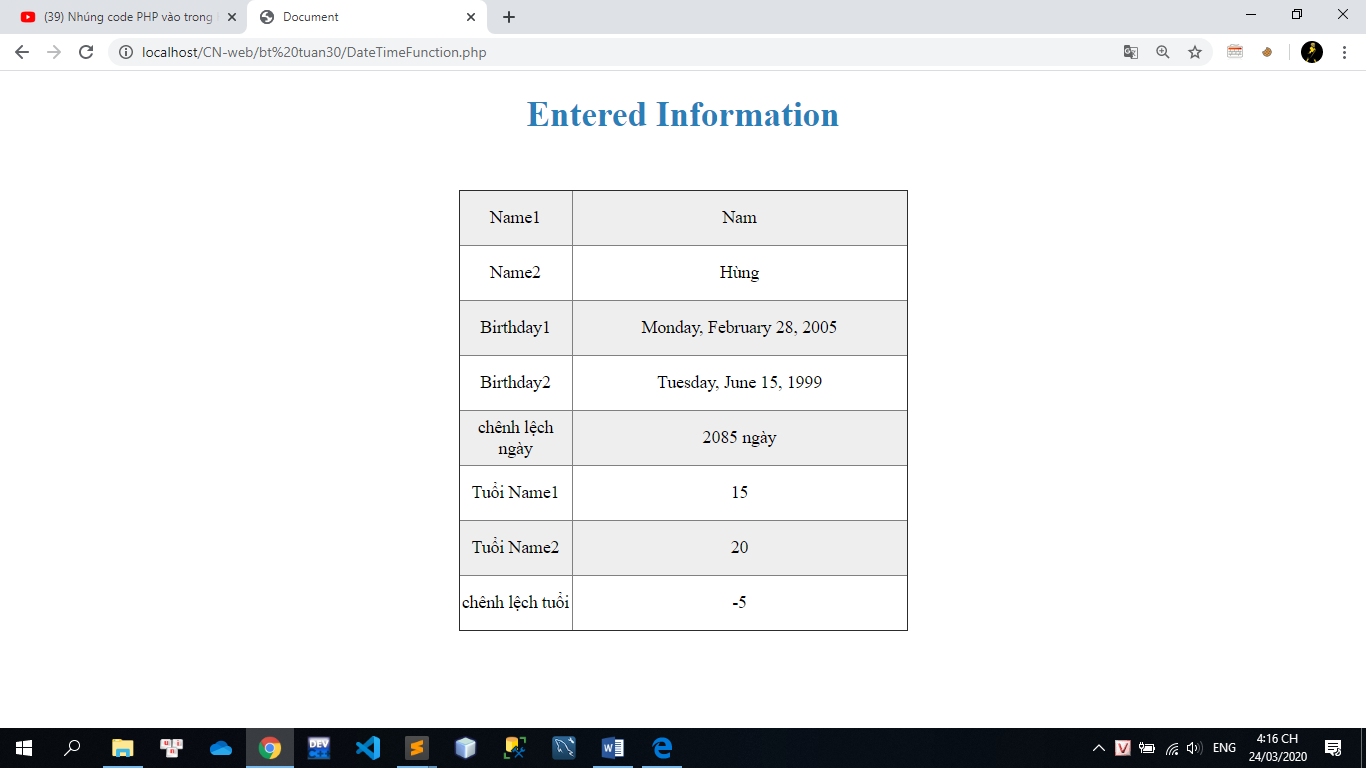 (39) Nhúng code PHP vào trong
Document
localhost/CN-web/bt%20tuan30/DateTimeFunction.php
Entered Information
Name1 Nam
Name2 Hùng
Birthday1 Monday, February 28, 2005
Birthday2 Tuesday, June 15, 1999
chênh lệch
ngày 2085 ngày
Tuổi Name1 15
Tuổi Name2 20
chênh lệch tuổi -5
DEV
V
ENG
4:16 CH
24/03/2020